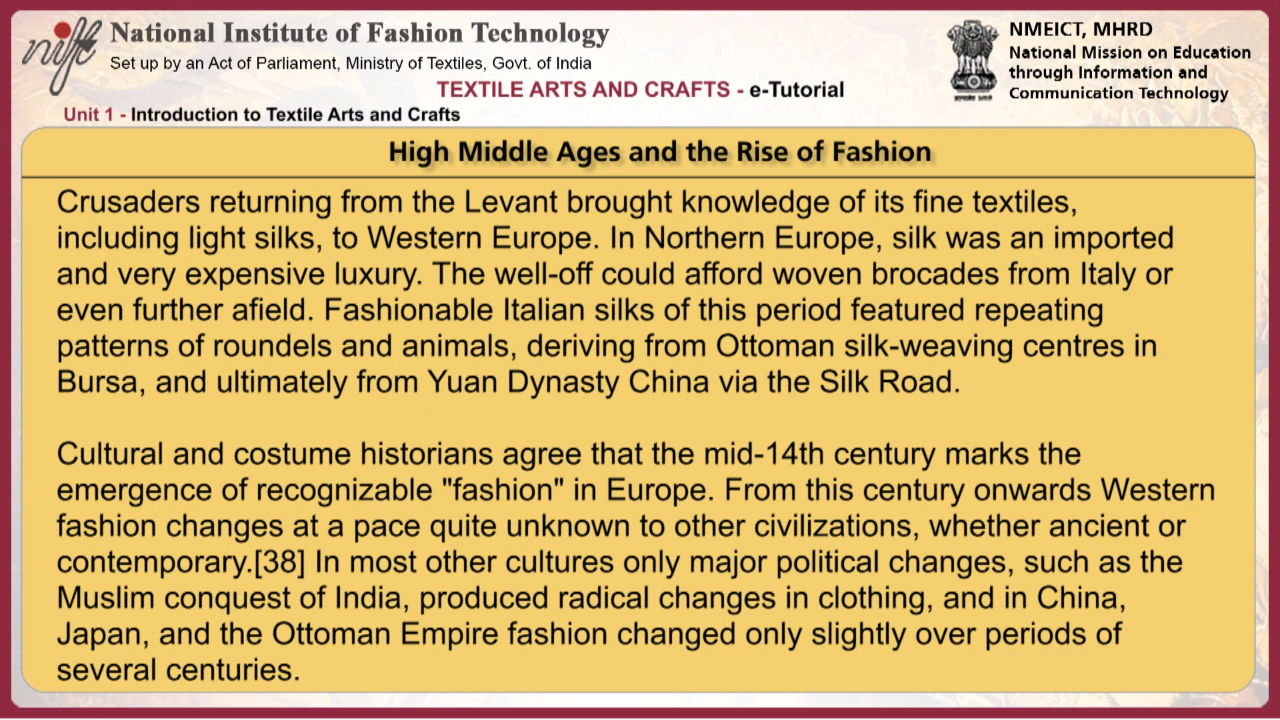 nift
National Institute of Fashion Technology
Set up by an Act of Parliament, Ministry of Textiles, Govt. of India
NMEICT, MHRD
National Mission on Education
through Information and
Communication Technology
TEXTILE ARTS AND CRAFTS - e-Tutorial
Unit 1 - Introduction to Textile Arts and Crafts
High Middle Ages and the Rise of Fashion
Crusaders returning from the Levant brought knowledge of its fine textiles,
including light silks, to Western Europe. In Northern Europe, silk was an imported
and very expensive luxury. The well-off could afford woven brocades from Italy or
even further afield. Fashionable Italian silks of this period featured repeating
patterns of roundels and animals, deriving from Ottoman silk-weaving centres in
Bursa, and ultimately from Yuan Dynasty China via the Silk Road.
Cultural and costume historians agree that the mid-14th century marks the
emergence of recognizable "fashion" in Europe. From this century onwards Western
fashion changes at a pace quite unknown to other civilizations, whether ancient or
contemporary.[38] In most other cultures only major political changes, such as the
Muslim conquest of India, produced radical changes in clothing, and in China,
Japan, and the Ottoman Empire fashion changed only slightly over periods of
several centuries.